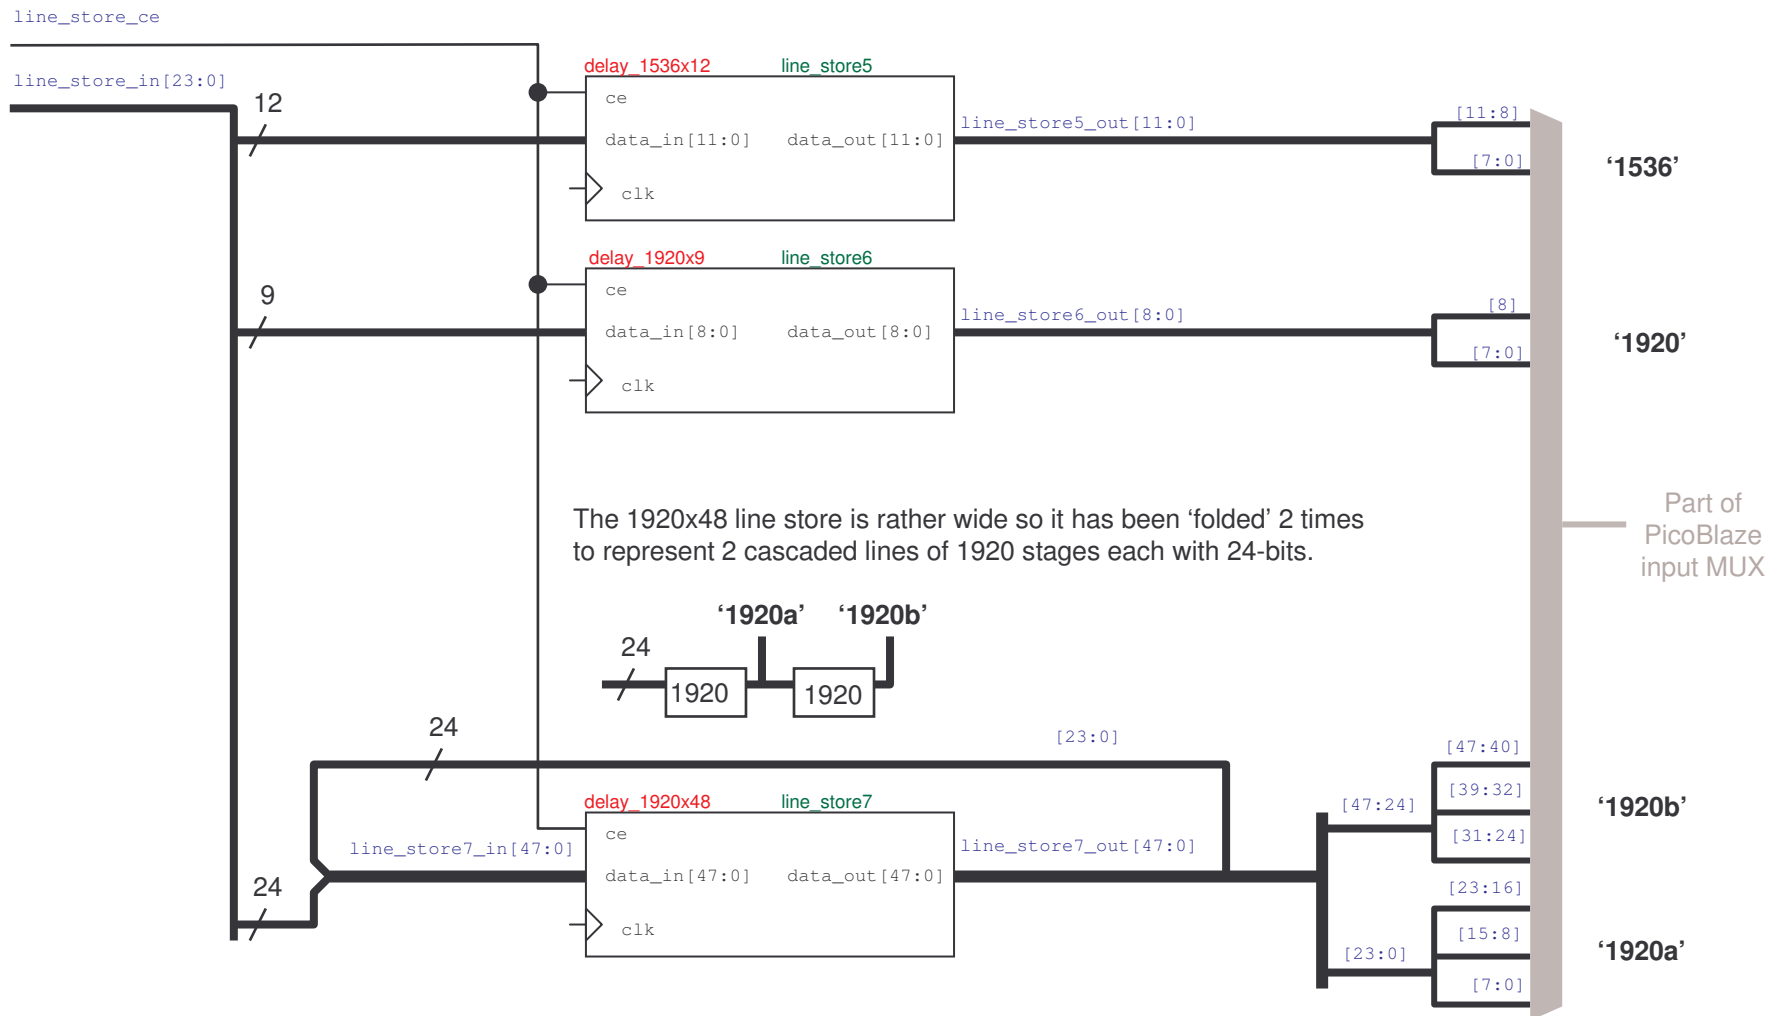 line_store_ce
line_store_in[23:0]
12
delay_1536x12
line_store5
ce
data_in[11:0]
data_out[11:0]
clk
line_store5_out[11:0]
[11:8]
[7:0]
‘1536’
9
delay_1920x9
line_store6
ce
data_in[8:0]
data_out[8:0]
clk
line_store6_out[8:0]
[8]
[7:0]
‘1920’
Part of
PicoBlaze
input MUX
The 1920x48 line store is rather wide so it has been ‘folded’ 2 times
to represent 2 cascaded lines of 1920 stages each with 24-bits.
‘1920a’
‘1920b’
24
1920
1920
24
[23:0]
24
line_store7_in[47:0]
delay_1920x48
line_store7
ce
data_in[47:0]
data_out[47:0]
clk
line_store7_out[47:0]
[47:24]
[47:40]
[39:32]
[31:24]
‘1920b’
[23:0]
[23:16]
[15:8]
[7:0]
‘1920a’